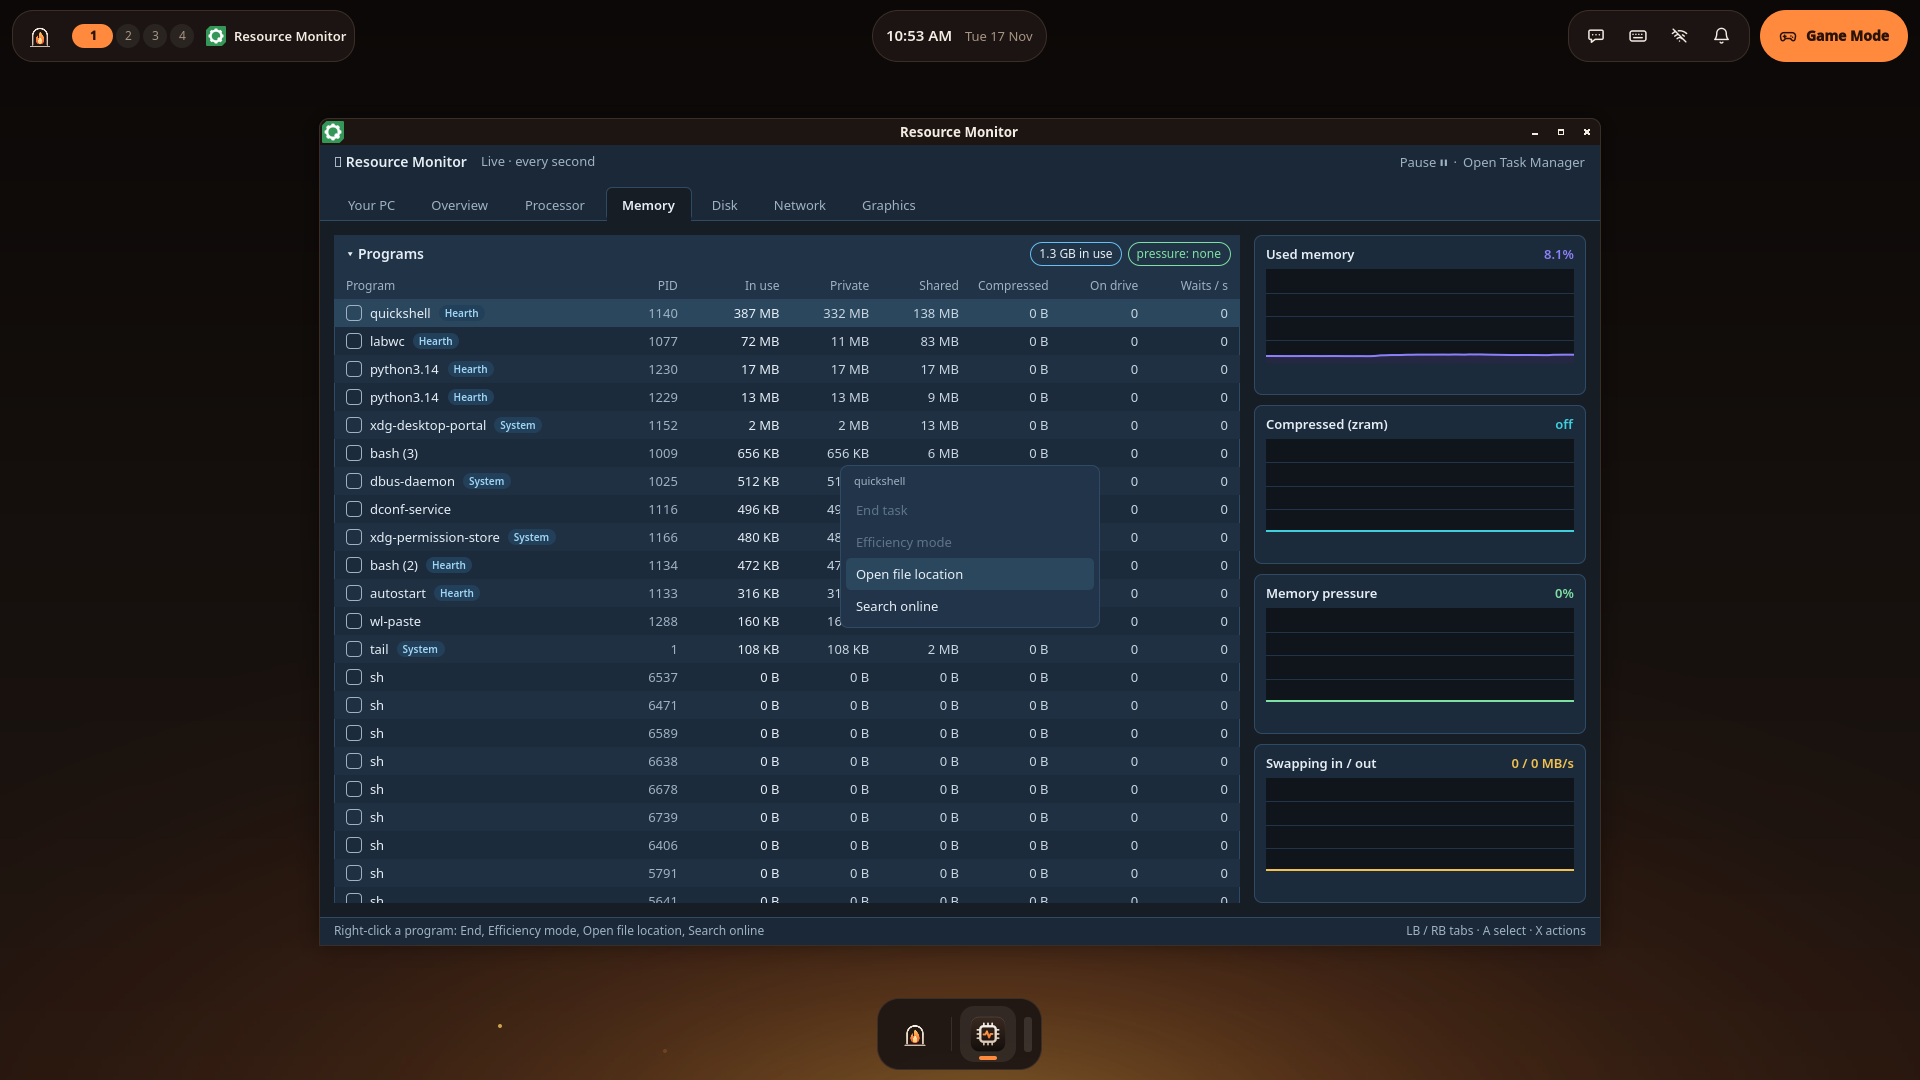 1 2 3 4 Resource Monitor
10:53 AM Tue 17 Nov
Game Mode
Resource Monitor
Resource Monitor Live · every second
Pause · Open Task Manager
Your PC Overview Processor Memory Disk Network Graphics
Programs 1.3 GB in use pressure: none
Program PID In use Private Shared Compressed On drive Waits / s
quickshell Hearth 1140 387 MB 332 MB 138 MB 0 B 0 0
labwc Hearth 1077 72 MB 11 MB 83 MB 0 B 0 0
python3.14 Hearth 1230 17 MB 17 MB 17 MB 0 B 0 0
python3.14 Hearth 1229 13 MB 13 MB 9 MB 0 B 0 0
xdg-desktop-portal System 1152 2 MB 2 MB 13 MB 0 B 0 0
bash (3) 1009 656 KB 656 KB 6 MB 0 B 0 0
dbus-daemon System 1025 512 KB 51 0 0
dconf-service 1116 496 KB 49 0 0
xdg-permission-store System 1166 480 KB 48 0 0
bash (2) Hearth 1134 472 KB 47 0 0
autostart Hearth 1133 316 KB 31 0 0
wl-paste 1288 160 KB 16 0 0
tail System 1 108 KB 108 KB 2 MB 0 B 0 0
sh 6537 0 B 0 B 0 B 0 B 0 0
sh 6471 0 B 0 B 0 B 0 B 0 0
sh 6589 0 B 0 B 0 B 0 B 0 0
sh 6638 0 B 0 B 0 B 0 B 0 0
sh 6678 0 B 0 B 0 B 0 B 0 0
sh 6739 0 B 0 B 0 B 0 B 0 0
sh 6406 0 B 0 B 0 B 0 B 0 0
sh 5791 0 B 0 B 0 B 0 B 0 0
sh 5641 0 B 0 B 0 B 0 B 0 0
quickshell
End task
Efficiency mode
Open file location
Search online
Used memory 8.1%
Compressed (zram) off
Memory pressure 0%
Swapping in / out 0 / 0 MB/s
Right-click a program: End, Efficiency mode, Open file location, Search online
LB / RB tabs · A select · X actions